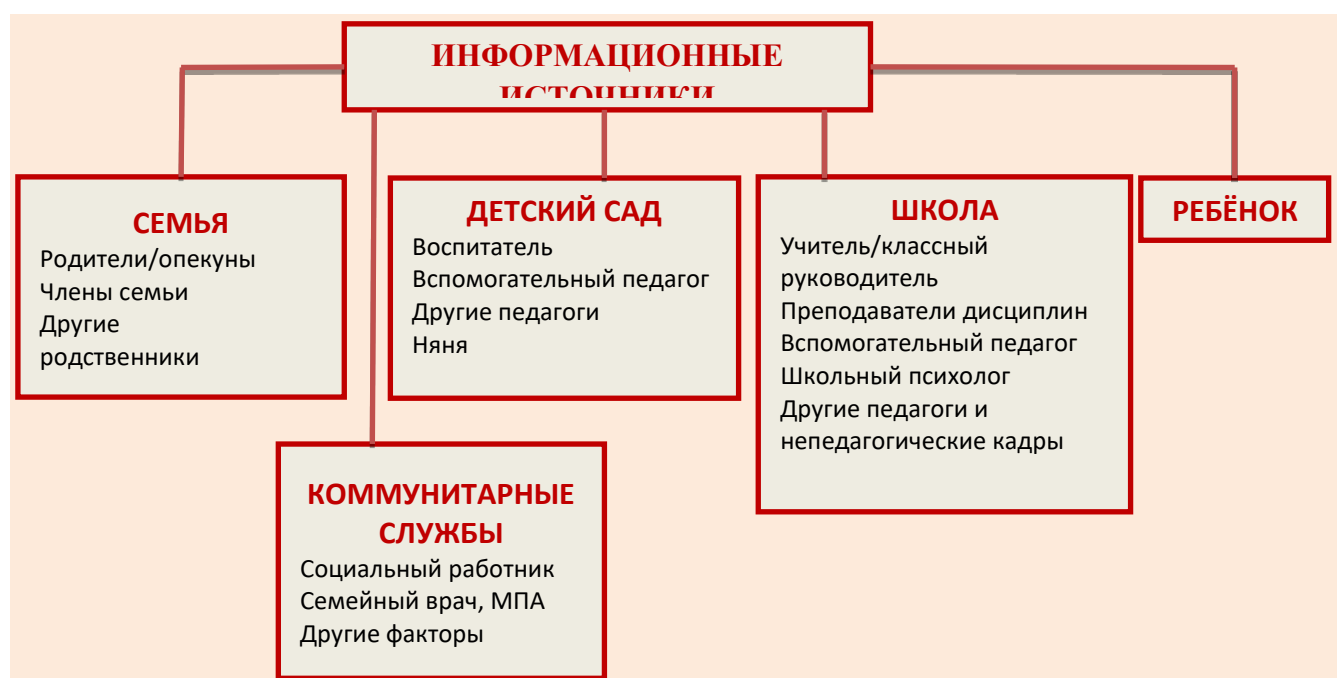 ИНФОРМАЦИОННЫЕ
ИСТОЧНИКИ
СЕМЬЯ
Родители/опекуны
Члены семьи
Другие
родственники
ДЕТСКИЙ САД
Воспитатель
Вспомогательный педагог
Другие педагоги
Няня
ШКОЛА
Учитель/классный
руководитель
Преподаватели дисциплин
Вспомогательный педагог
Школьный психолог
Другие педагоги и
непедагогические кадры
РЕБЁНОК
КОММУНИТАРНЫЕ
СЛУЖБЫ
Социальный работник
Семейный врач, МПА
Другие факторы